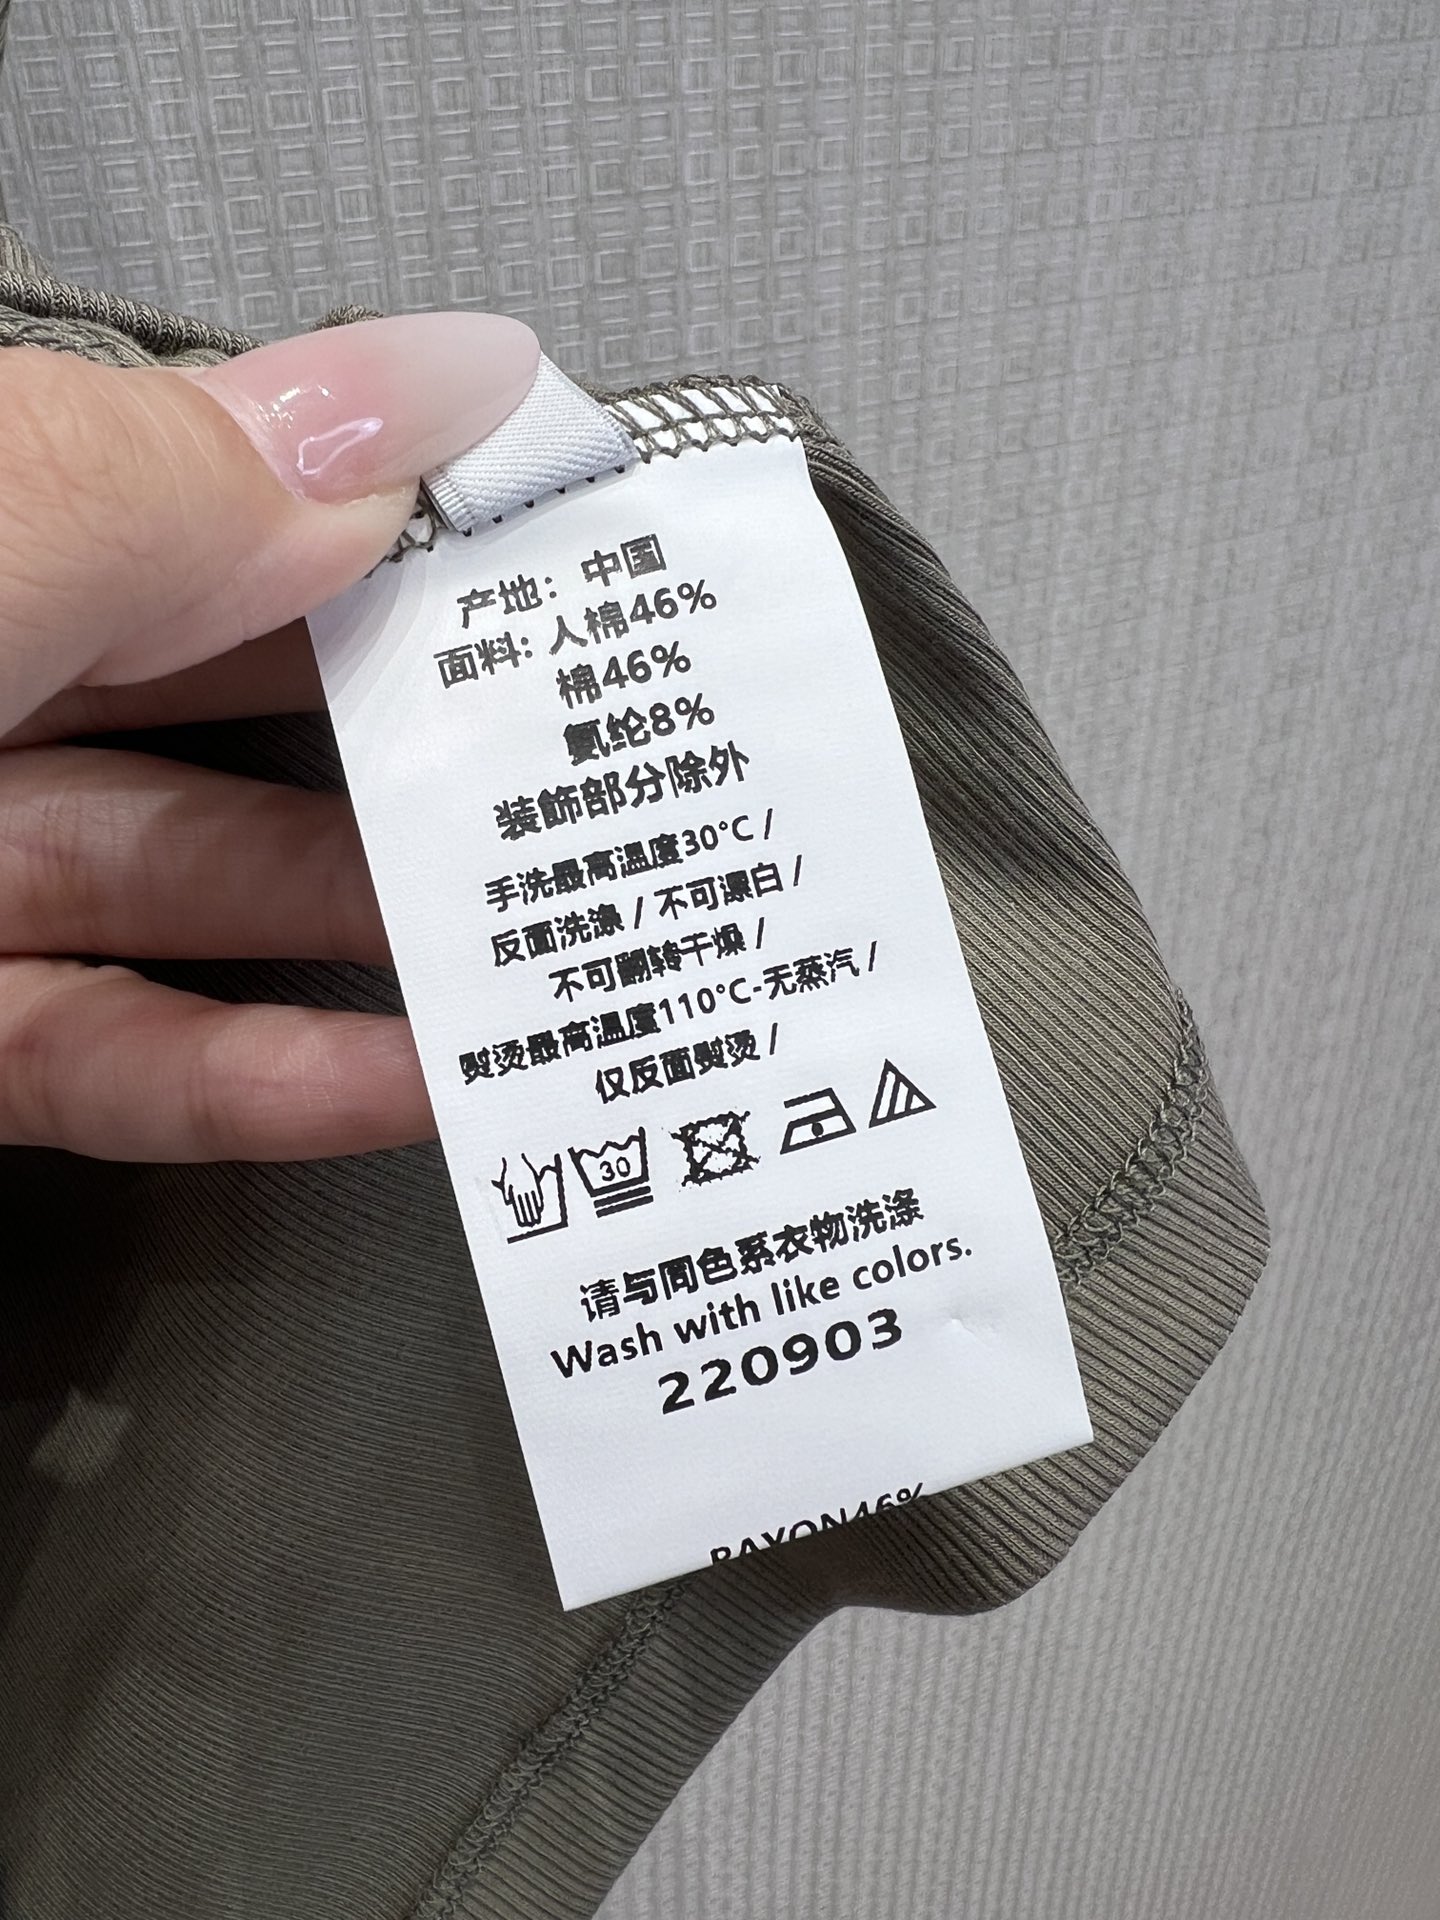 产地：中国
面料：人棉46%
棉46%
氨纶8%
装饰部分除外
手洗最高温度30°C /
反面洗涤 / 不可漂白 /
不可翻转干燥 /
熨烫最高温度110°C-无蒸汽 /
仅反面熨烫 /
30
请与同色系衣物洗涤
Wash with like colors.
220903
RAYON46%